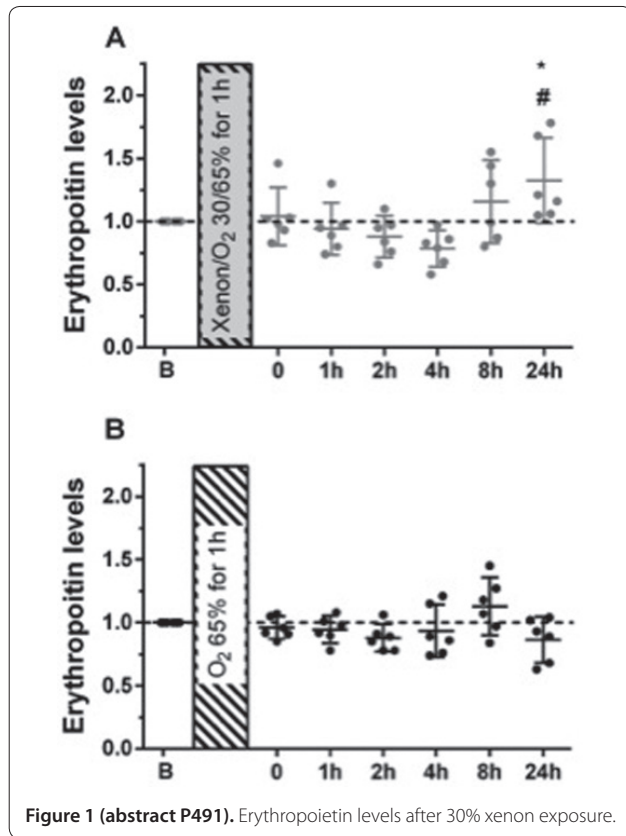 A
Erythropoitin levels
2.0
1.5
1.0
0.5
0.0
Xenon/O2 30/65% for 1h
*
#
B 0 1h 2h 4h 8h 24h
B
Erythropoitin levels
2.0
1.5
1.0
0.5
0.0
O2 65% for 1h
B 0 1h 2h 4h 8h 24h
Figure 1 (abstract P491). Erythropoietin levels after 30% xenon exposure.